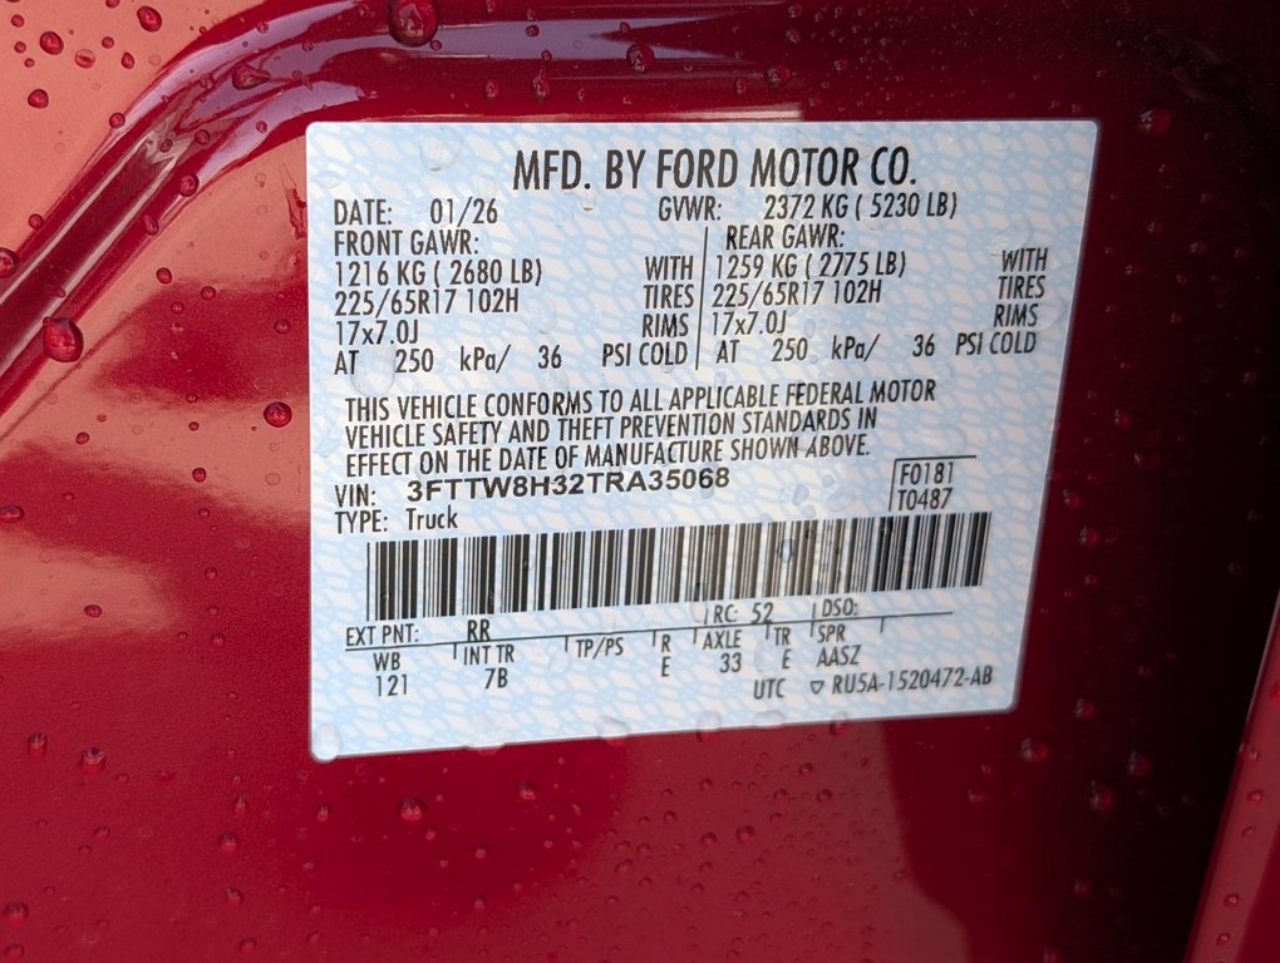 MFD. BY FORD MOTOR CO.
DATE: 01/26 GVWR: 2372 KG ( 5230 LB)
FRONT GAWR: REAR GAWR:
1216 KG ( 2680 LB) WITH 1259 KG ( 2775 LB) WITH
225/65R17 102H TIRES 225/65R17 102H TIRES
17x7.0J RIMS 17x7.0J RIMS
AT 250 kPa/ 36 PSI COLD AT 250 kPa/ 36 PSI COLD
THIS VEHICLE CONFORMS TO ALL APPLICABLE FEDERAL MOTOR
VEHICLE SAFETY AND THEFT PREVENTION STANDARDS IN
EFFECT ON THE DATE OF MANUFACTURE SHOWN ABOVE.
VIN: 3FTTW8H32TRA35068 F0181
TYPE: Truck T0487
EXT PNT: RR RC: 52 DSO:
WB INT TR TP/PS R AXLE TR SPR
121 7B E 33 E AASZ
UTC ▽ RU5A-1520472-AB